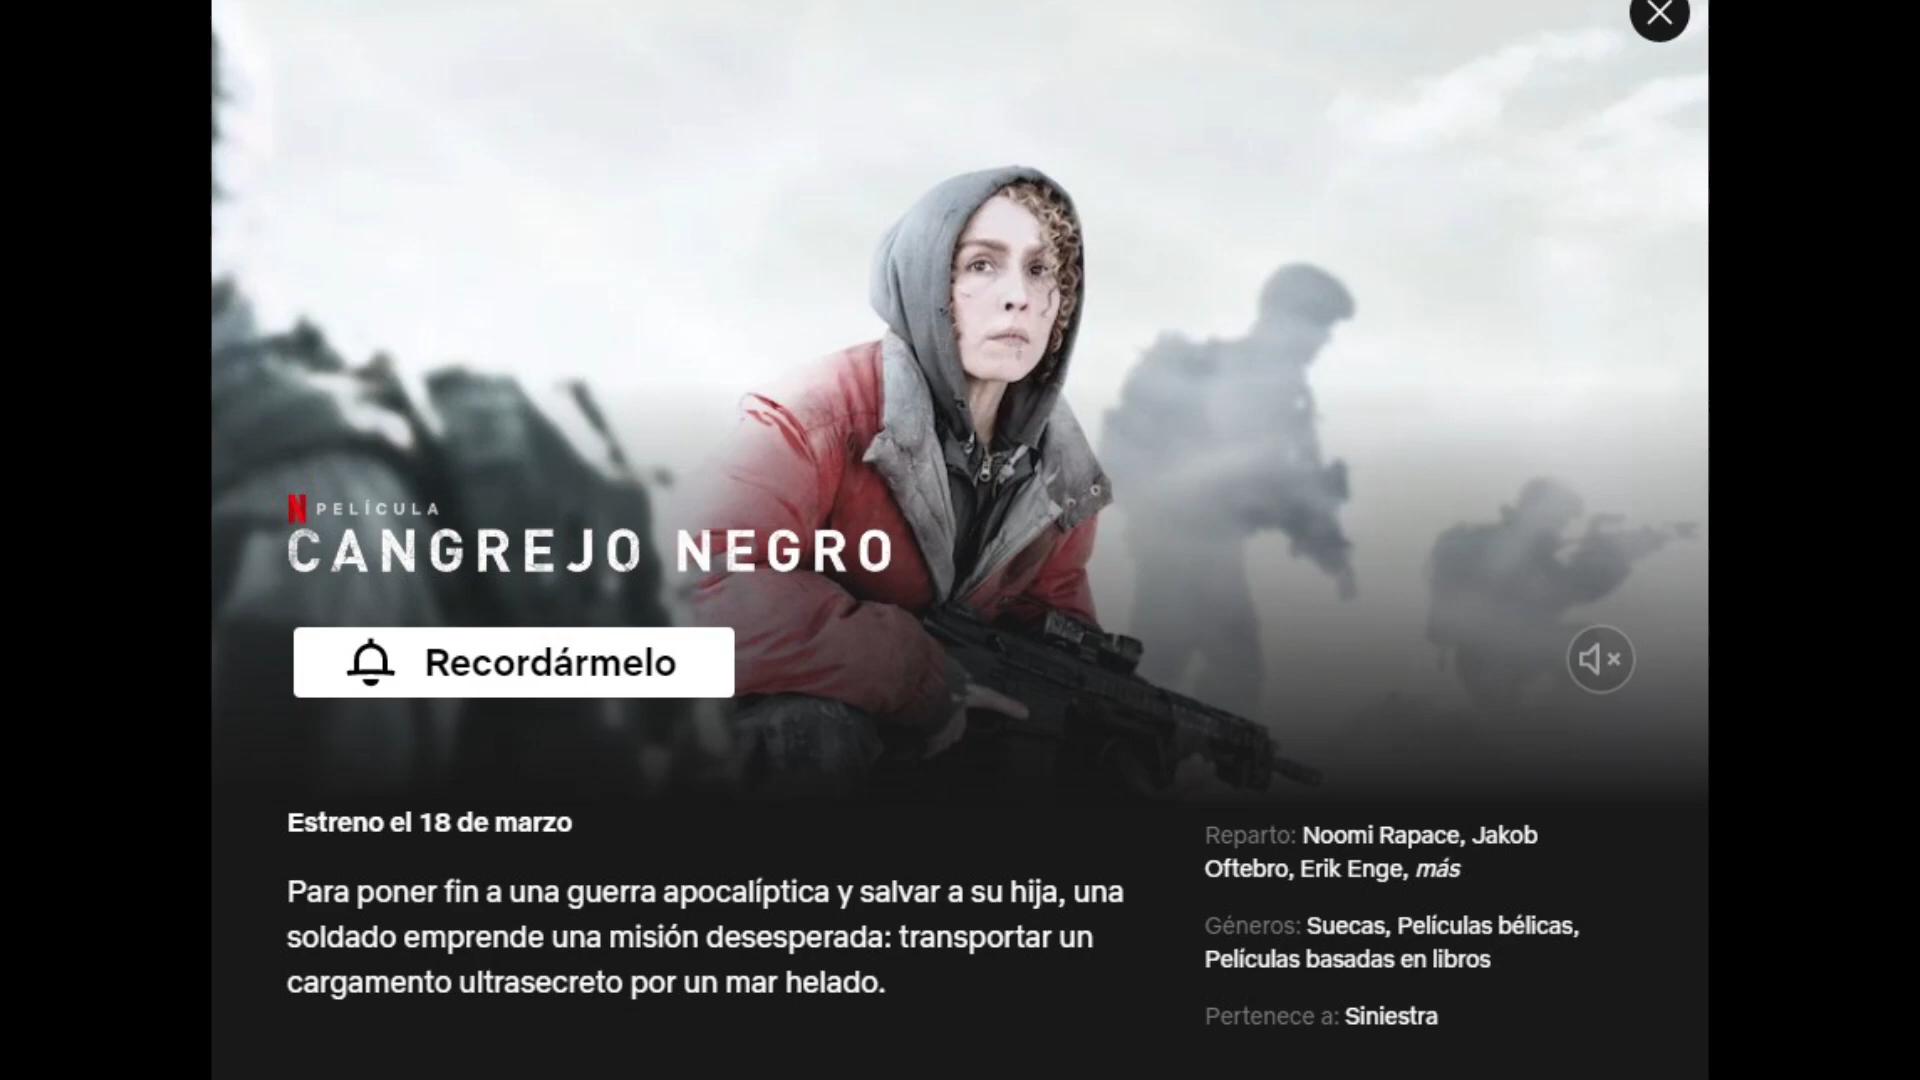 N PELÍCULA
CANGREJO NEGRO
Recordármelo
Estreno el 18 de marzo
Para poner fin a una guerra apocalíptica y salvar a su hija, una
soldado emprende una misión desesperada: transportar un
cargamento ultrasecreto por un mar helado.
Reparto: Noomi Rapace, Jakob
Oftebro, Erik Enge, más
Géneros: Suecas, Películas bélicas,
Películas basadas en libros
Pertenece a: Siniestra